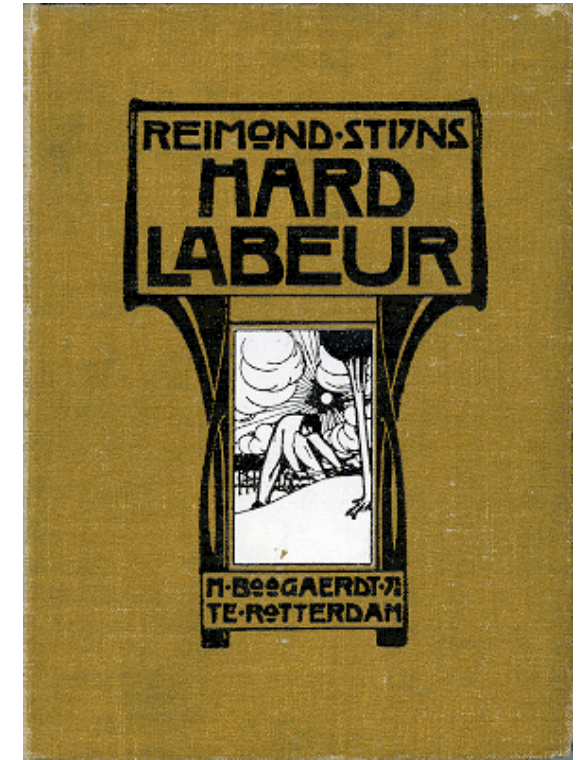 REIMOND·STIJNS
HARD
LABEUR
M·BOOGAERDT·JR
TE·ROTTERDAM